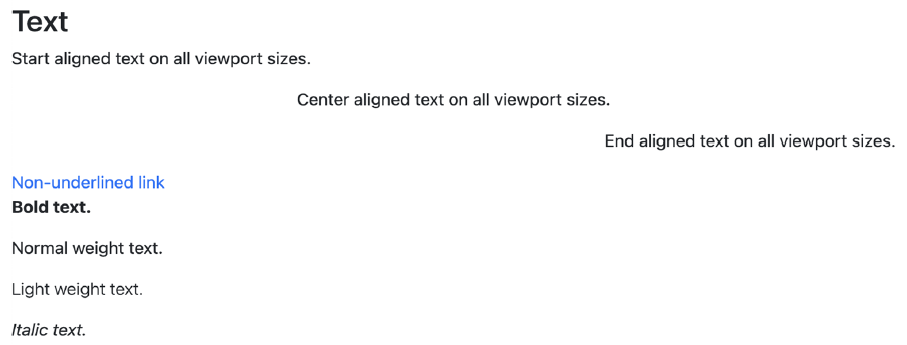 Text
Start aligned text on all viewport sizes.
Center aligned text on all viewport sizes.
End aligned text on all viewport sizes.
Non-underlined link
Bold text.
Normal weight text.
Light weight text.
Italic text.